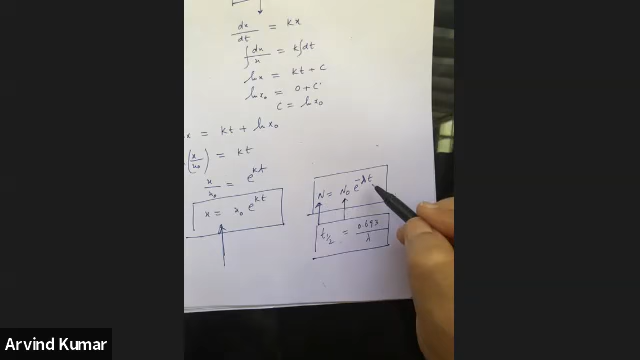 dx/dt = kx
∫dx/x = k∫dt
ln x = kt + C
ln x₀ = 0 + C
C = ln x₀
x = kt + ln x₀
(x/x₀) = kt
x/x₀ = e^kt
x = x₀ e^kt
N = N₀ e^-λt
t₁/₂ = 0.693/λ
Arvind Kumar